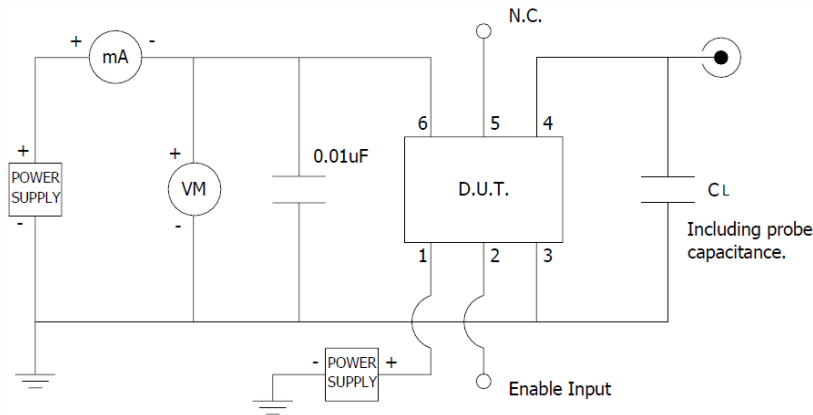 N.C.
+ mA -
6 5 4
0.01uF
+
POWER
SUPPLY
-
+
VM
-
D.U.T.
CL
Including probe
capacitance.
1 2 3
- POWER +
SUPPLY
Enable Input